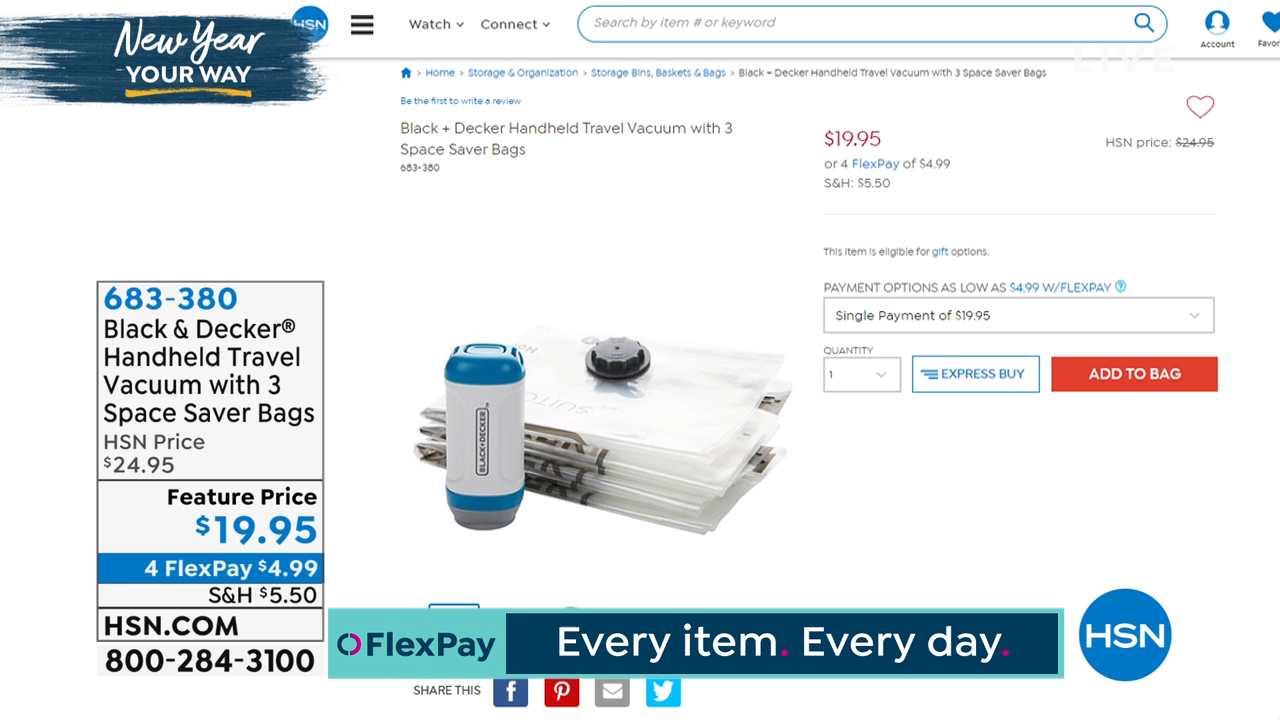 New Year
YOUR WAY
HSN
Watch
Connect
Search by item # or keyword
Account
LIVE
Home > Storage & Organization > Storage Bins, Baskets & Bags > Black + Decker Handheld Travel Vacuum with 3 Space Saver Bags
Be the first to write a review
Black + Decker Handheld Travel Vacuum with 3
Space Saver Bags
683-380
$19.95
HSN price: $24.95
or 4 FlexPay of $4.99
S&H: $5.50
This item is eligible for gift options.
PAYMENT OPTIONS AS LOW AS $4.99 W/FLEXPAY ?
Single Payment of $19.95
QUANTITY
1
EXPRESS BUY
ADD TO BAG
BLACK+DECKER
683-380
Black & Decker®
Handheld Travel
Vacuum with 3
Space Saver Bags
HSN Price
$24.95
Feature Price
$19.95
4 FlexPay $4.99
S&H $5.50
HSN.COM
800-284-3100
FlexPay
Every item. Every day.
HSN
SHARE THIS